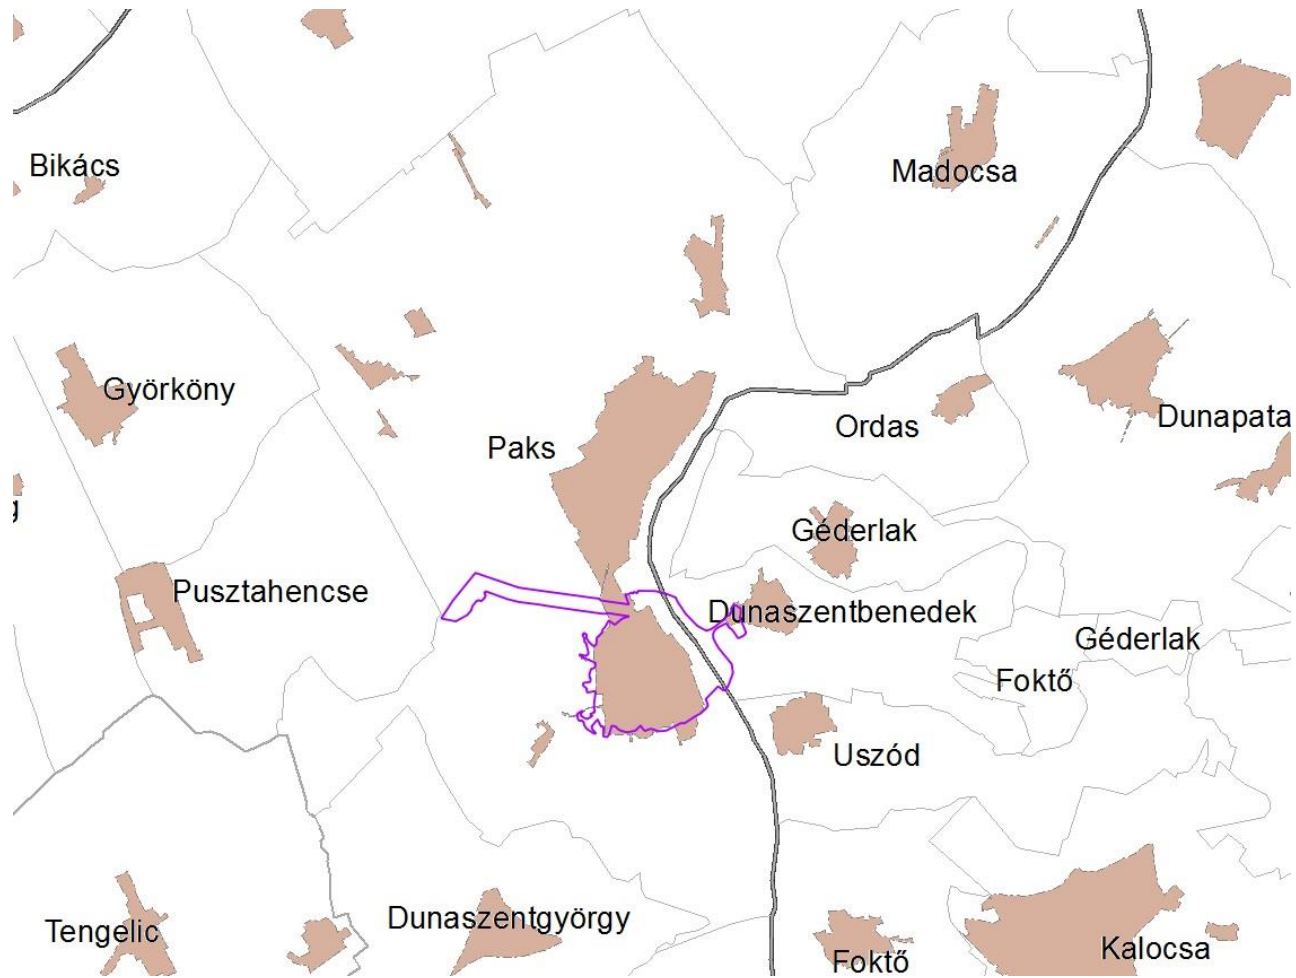 Bikács
Madocsa
Györköny
Ordas
Dunapata
Paks
g
Géderlak
Pusztahencse
Dunaszentbenedek
Géderlak
Foktő
Uszód
Dunaszentgyörgy
Tengelic
Foktő
Kalocsa